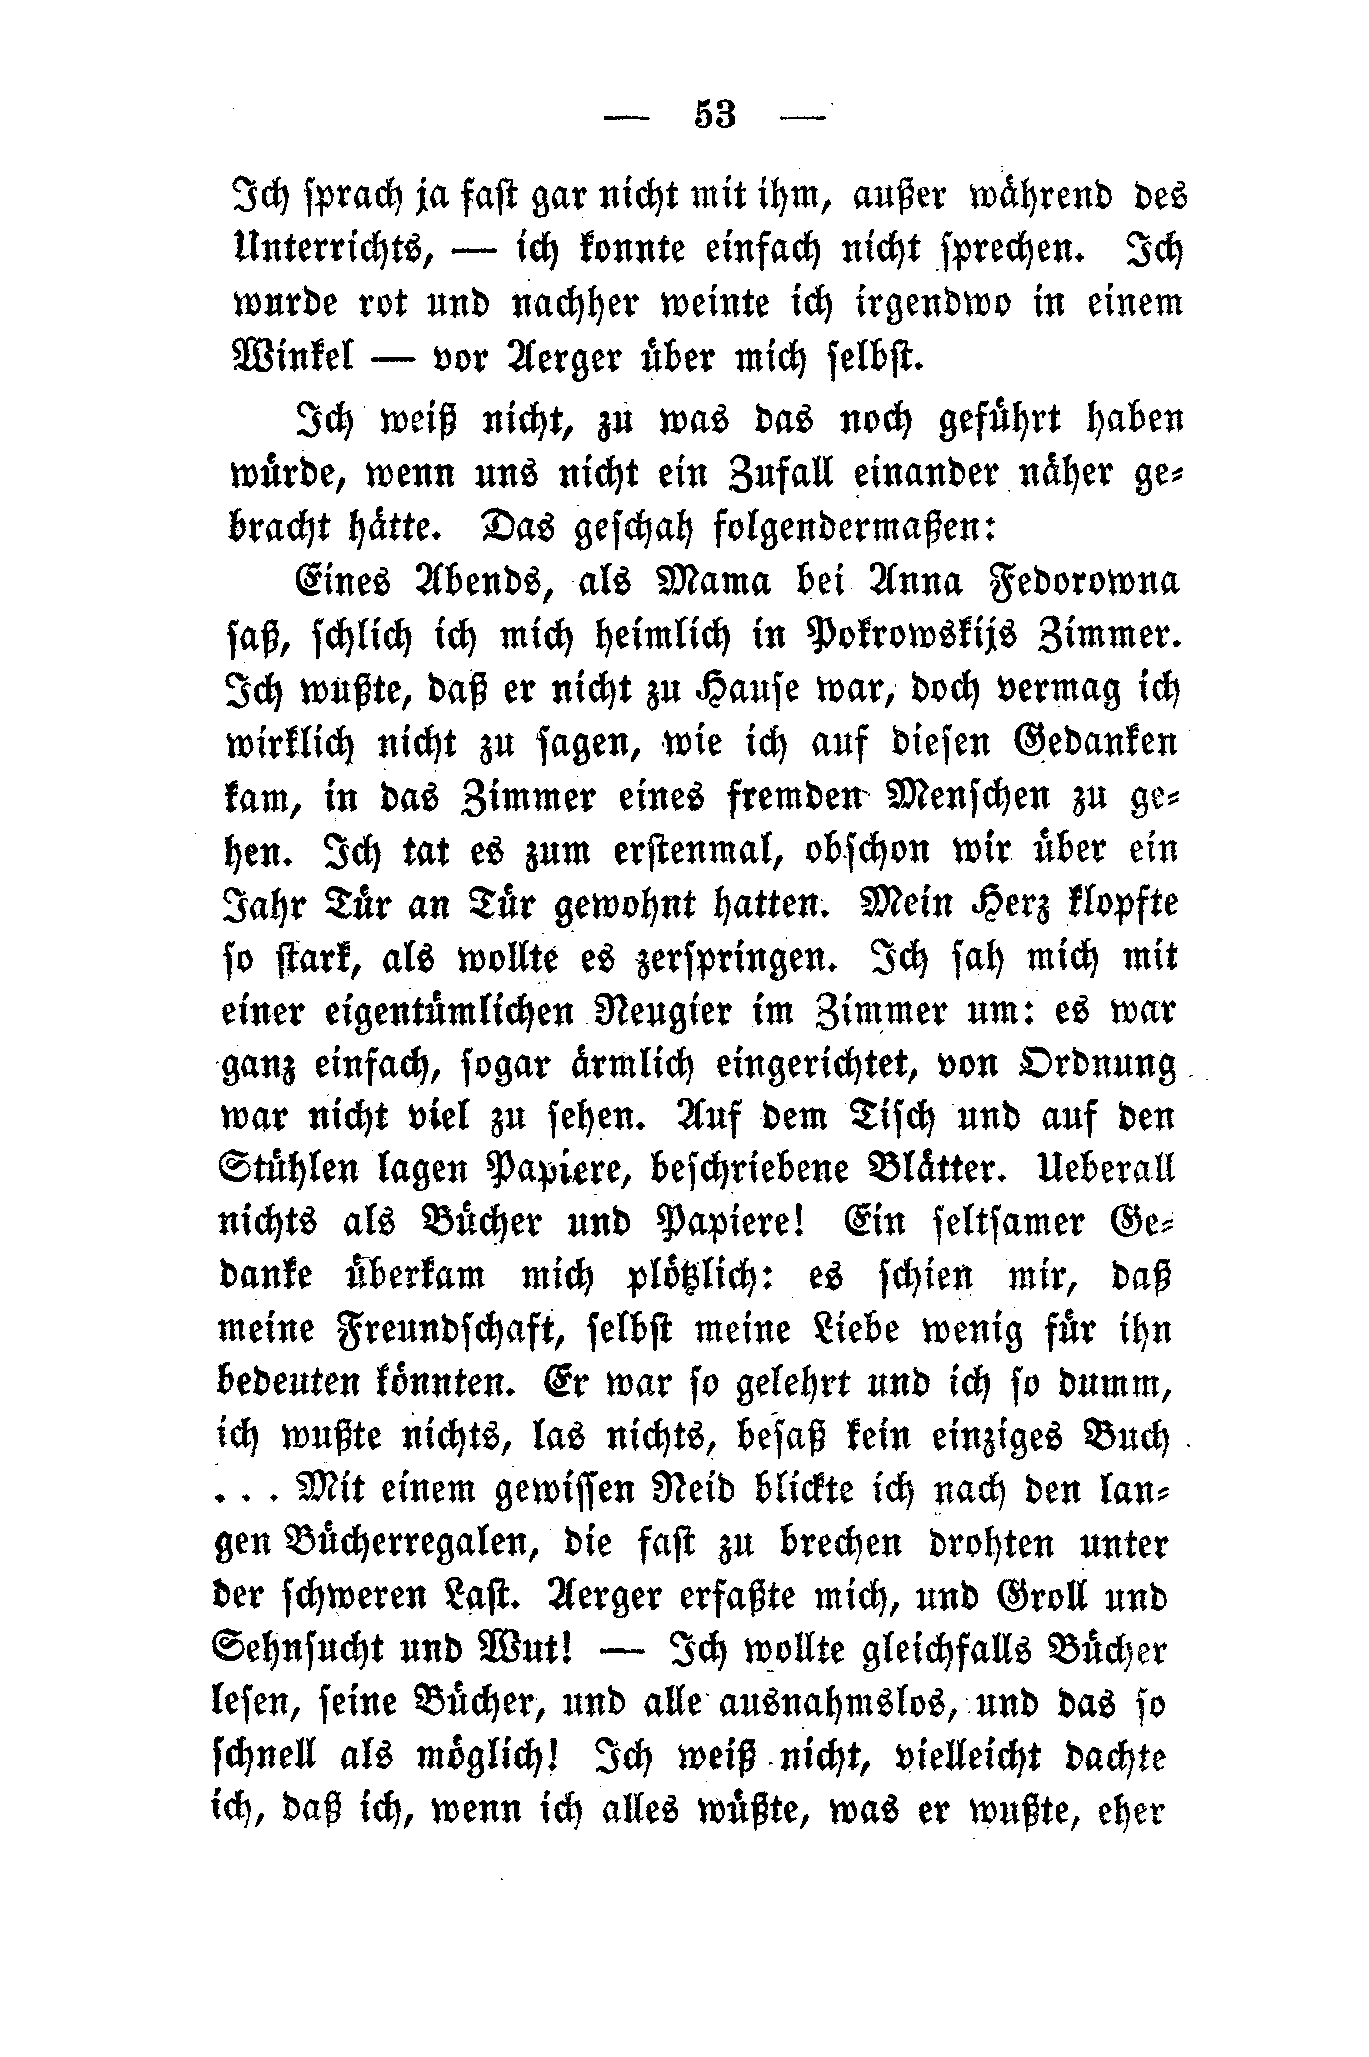 — 53 —
Ich sprach ja fast gar nicht mit ihm, außer während des
Unterrichts, — ich konnte einfach nicht sprechen. Ich
wurde rot und nachher weinte ich irgendwo in einem
Winkel — vor Aerger über mich selbst.
Ich weiß nicht, zu was das noch geführt haben
würde, wenn uns nicht ein Zufall einander näher ge-
bracht hätte. Das geschah folgendermaßen:
Eines Abends, als Mama bei Anna Fedorowna
saß, schlich ich mich heimlich in Pokrowskijs Zimmer.
Ich wußte, daß er nicht zu Hause war, doch vermag ich
wirklich nicht zu sagen, wie ich auf diesen Gedanken
kam, in das Zimmer eines fremden Menschen zu ge-
hen. Ich tat es zum erstenmal, obschon wir über ein
Jahr Tür an Tür gewohnt hatten. Mein Herz klopfte
so stark, als wollte es zerspringen. Ich sah mich mit
einer eigentümlichen Neugier im Zimmer um: es war
ganz einfach, sogar ärmlich eingerichtet, von Ordnung
war nicht viel zu sehen. Auf dem Tisch und auf den
Stühlen lagen Papiere, beschriebene Blätter. Ueberall
nichts als Bücher und Papiere! Ein seltsamer Ge-
danke überkam mich plötzlich: es schien mir, daß
meine Freundschaft, selbst meine Liebe wenig für ihn
bedeuten könnten. Er war so gelehrt und ich so dumm,
ich wußte nichts, las nichts, besaß kein einziges Buch
. . . Mit einem gewissen Neid blickte ich nach den lan-
gen Bücherregalen, die fast zu brechen drohten unter
der schweren Last. Aerger erfaßte mich, und Groll und
Sehnsucht und Wut! — Ich wollte gleichfalls Bücher
lesen, seine Bücher, und alle ausnahmslos, und das so
schnell als möglich! Ich weiß nicht, vielleicht dachte
ich, daß ich, wenn ich alles wüßte, was er wußte, eher